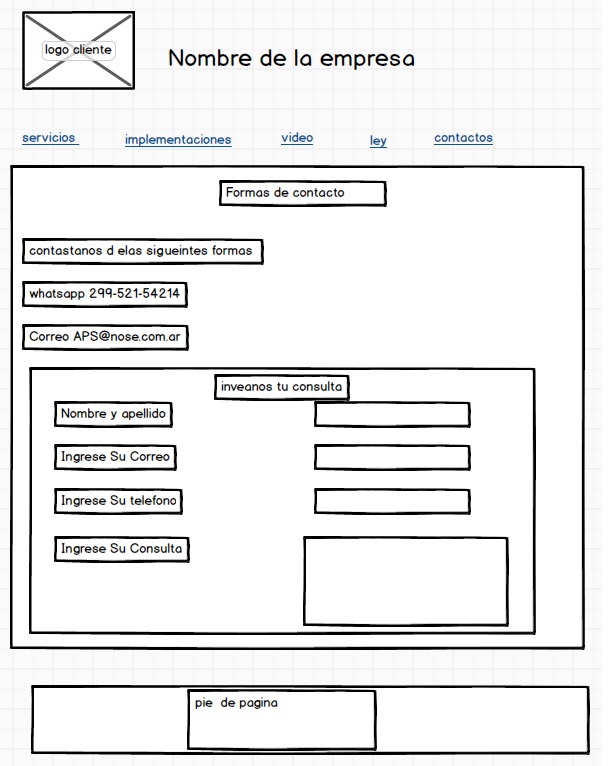 logo cliente
Nombre de la empresa
servicios
implementaciones
video
ley
contactos
Formas de contacto
contastanos d elas sigueintes formas
whatsapp 299-521-54214
Correo APS@nose.com.ar
inveanos tu consulta
Nombre y apellido
Ingrese Su Correo
Ingrese Su telefono
Ingrese Su Consulta
pie de pagina